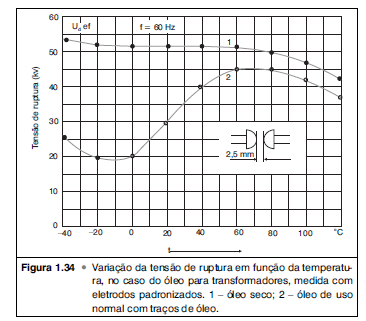 60
U_e ef
f = 60 Hz
1
50
2
40
30
20
2,5 mm
10
0
Tensão de ruptura (kv)
–40 –20 0 20 40 60 80 100 °C
t
Figura 1.34 • Variação da tensão de ruptura em função da temperatu-
ra, no caso do óleo para transformadores, medida com
eletrodos padronizados. 1 – óleo seco; 2 – óleo de uso
normal com traços de óleo.